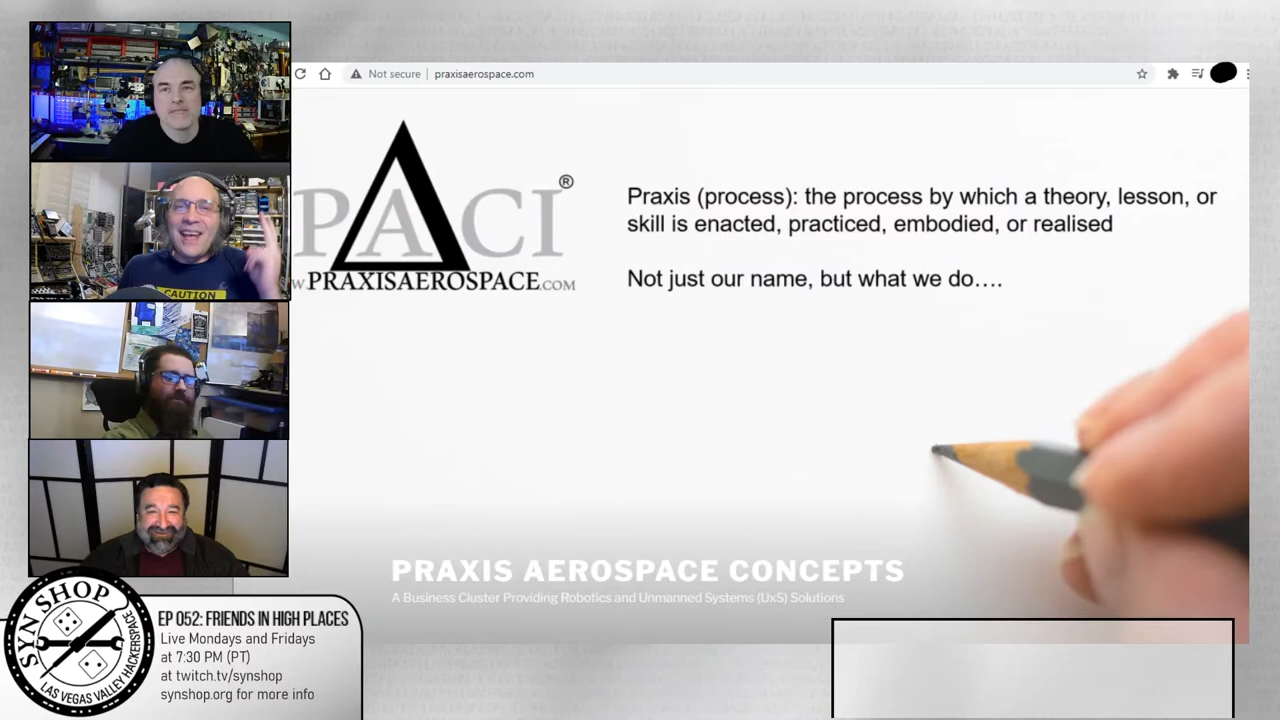 Not secure
praxisaerospace.com
PACI®
W.PRAXISAEROSPACE.COM
Praxis (process): the process by which a theory, lesson, or
skill is enacted, practiced, embodied, or realised
Not just our name, but what we do….
CAUTION
PRAXIS AEROSPACE CONCEPTS
A Business Cluster Providing Robotics and Unmanned Systems (UxS) Solutions
SYN SHOP
LAS VEGAS VALLEY HACKERSPACE
EP 052: FRIENDS IN HIGH PLACES
Live Mondays and Fridays
at 7:30 PM (PT)
at twitch.tv/synshop
synshop.org for more info